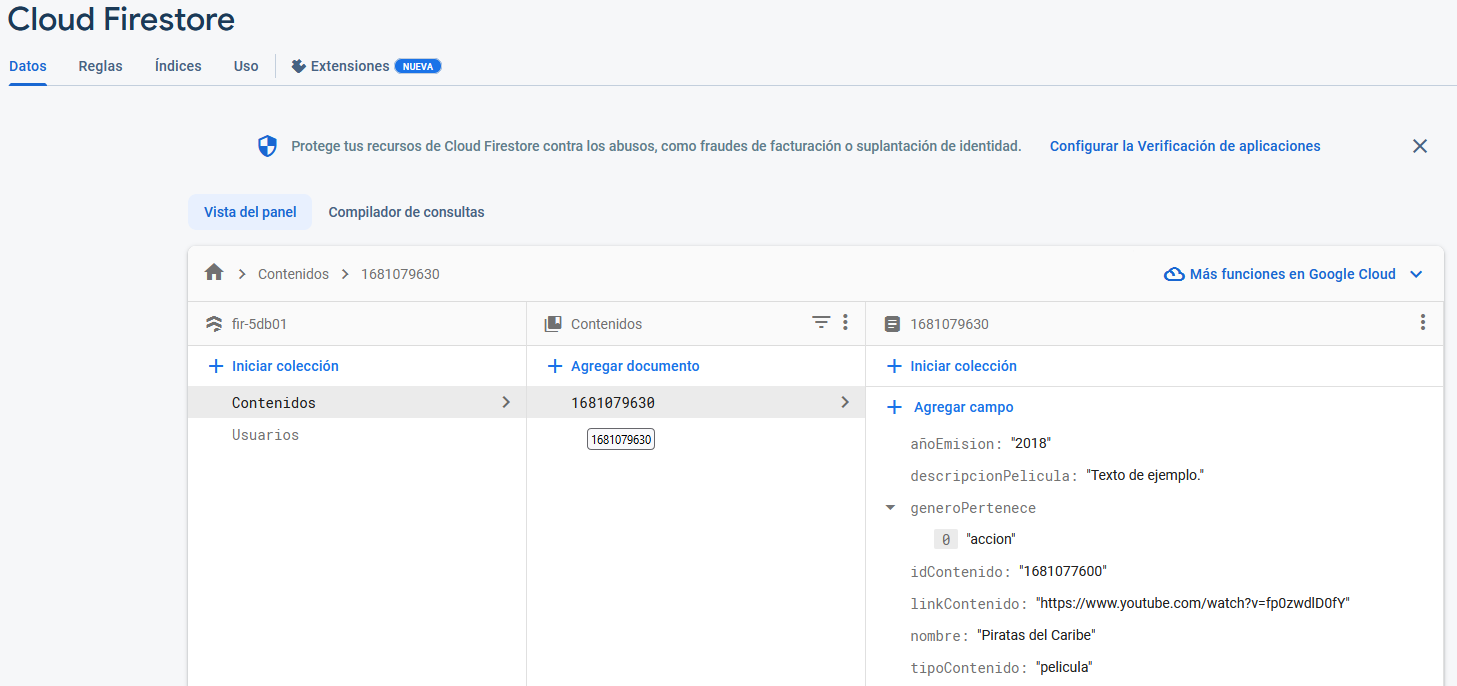 Cloud Firestore
Datos Reglas Índices Uso Extensiones NUEVA
Protege tus recursos de Cloud Firestore contra los abusos, como fraudes de facturación o suplantación de identidad. Configurar la Verificación de aplicaciones
Vista del panel Compilador de consultas
Contenidos 1681079630 Más funciones en Google Cloud
fir-5db01 Contenidos 1681079630
Iniciar colección Agregar documento Iniciar colección
Contenidos 1681079630 Agregar campo
Usuarios 1681079630
añoEmision: "2018"
descripcionPelicula: "Texto de ejemplo."
generoPertenece
0 "accion"
idContenido: "1681077600"
linkContenido: "https://www.youtube.com/watch?v=fp0zwdlD0fY"
nombre: "Piratas del Caribe"
tipoContenido: "pelicula"